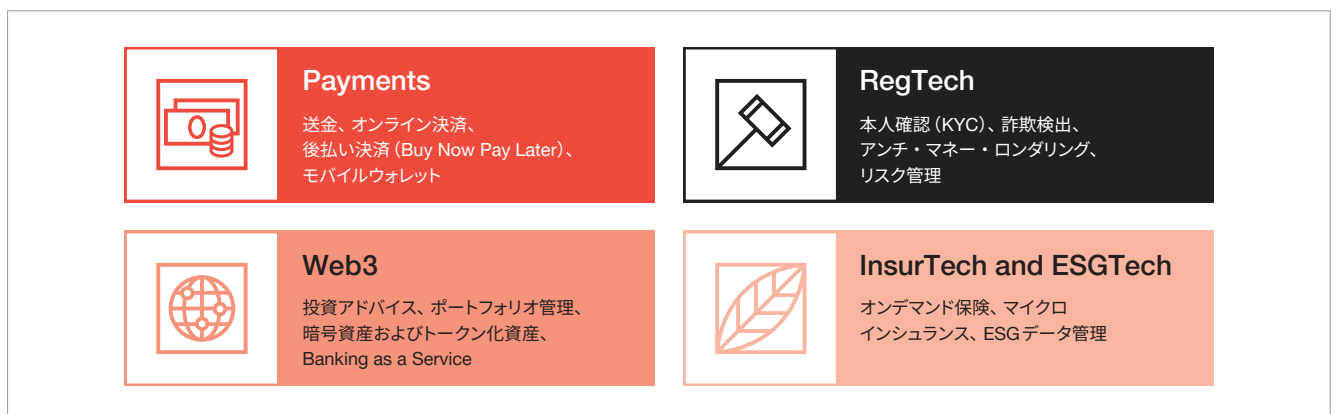 Payments
送金、オンライン決済、
後払い決済（Buy Now Pay Later）、
モバイルウォレット
RegTech
本人確認（KYC）、詐欺検出、
アンチ・マネー・ロンダリング、
リスク管理
Web3
投資アドバイス、ポートフォリオ管理、
暗号資産およびトークン化資産、
Banking as a Service
InsurTech and ESGTech
オンデマンド保険、マイクロ
インシュランス、ESGデータ管理